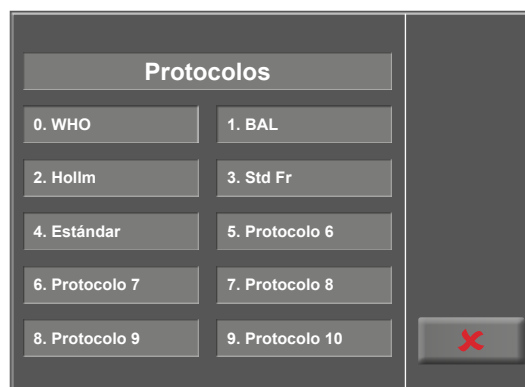 Protocolos
0. WHO
1. BAL
2. Hollm
3. Std Fr
4. Estándar
5. Protocolo 6
6. Protocolo 7
7. Protocolo 8
8. Protocolo 9
9. Protocolo 10